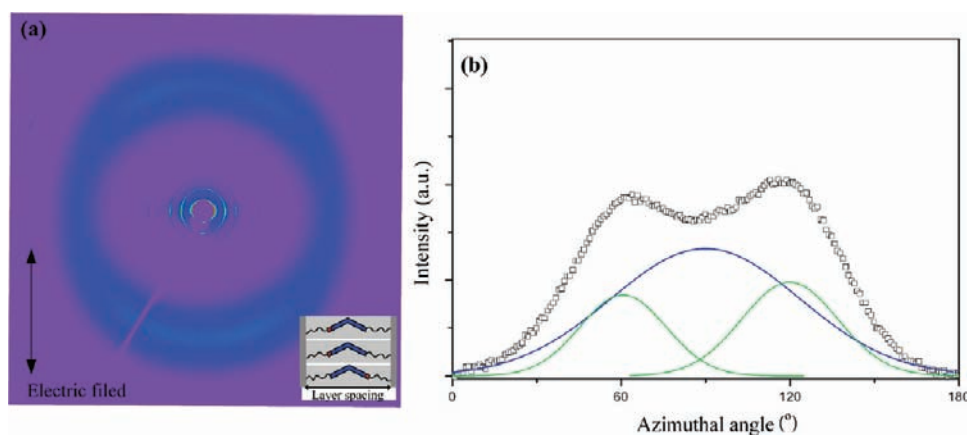 (a)
Electric filed
Layer spacing
(b)
Intensity (a.u.)
0
60
120
180
Azimuthal angle (°)